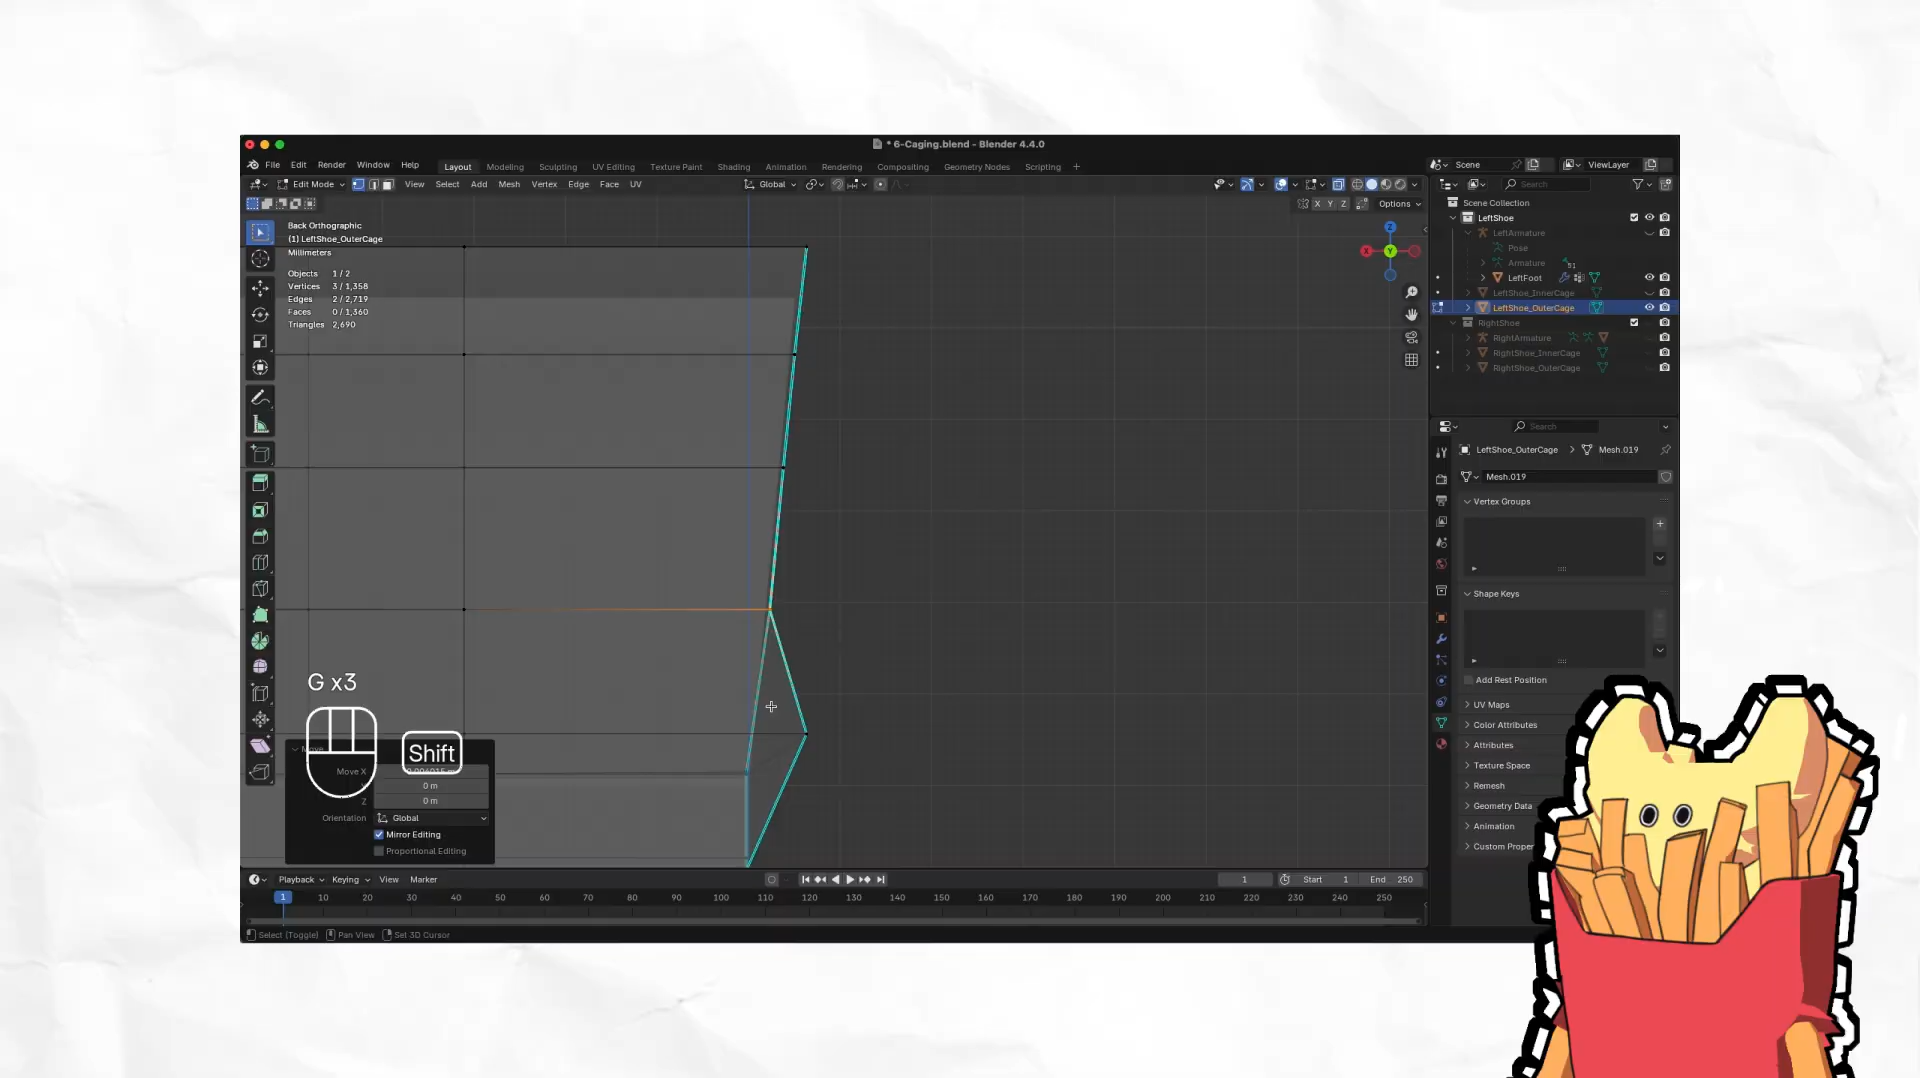 * 6-Caging.blend - Blender 4.4.0
File Edit Render Window Help Layout Modeling Sculpting UV Editing Texture Paint Shading Animation Rendering Compositing Geometry Nodes Scripting + Scene ViewLayer
Edit Mode View Select Add Mesh Vertex Edge Face UV Global Search
X Y Z Options
Scene Collection
LeftShoe
LeftArmature
Pose
Armature 51
LeftFoot
LeftShoe_InnerCage
LeftShoe_OuterCage
RightShoe
RightArmature
RightShoe_InnerCage
RightShoe_OuterCage
Back Orthographic
(1) LeftShoe_OuterCage
Millimeters
Objects 1 / 2
Vertices 3 / 1,358
Edges 2 / 2,719
Faces 0 / 1,360
Triangles 2,690
Z
X Y
Search
LeftShoe_OuterCage > Mesh.019
Mesh.019
Vertex Groups
Shape Keys
Add Rest Position
UV Maps
Color Attributes
Attributes
Texture Space
Remesh
Geometry Data
Animation
Custom Proper
G x3
Shift
Move X
0 m
Z 0 m
Orientation Global
Mirror Editing
Proportional Editing
Playback Keying View Marker 1 Start 1 End 250
1 10 20 30 40 50 60 70 80 90 100 110 120 130 140 150 160 170 180 190 200 210 220 230 240 250
Select (Toggle) Pan View Set 3D Cursor